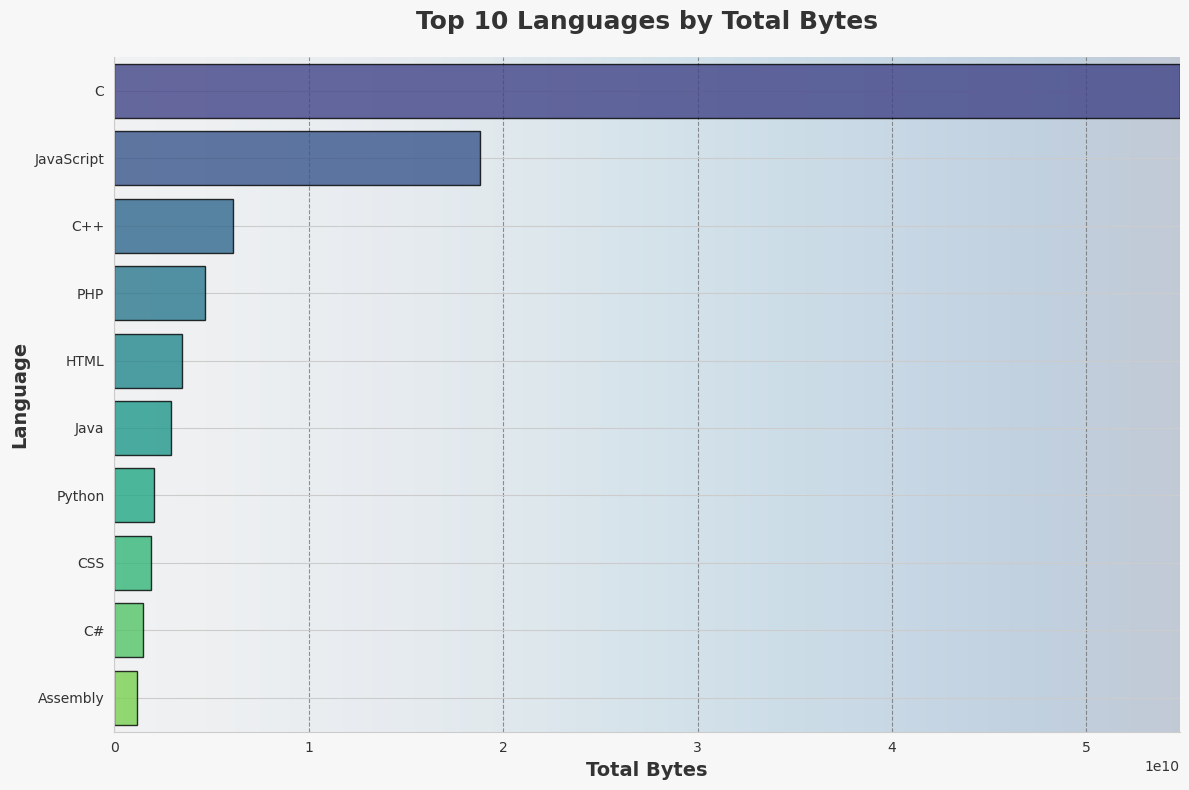 Top 10 Languages by Total Bytes
Language
C
JavaScript
C++
PHP
HTML
Java
Python
CSS
C#
Assembly
0 1 2 3 4 5
1e10
Total Bytes